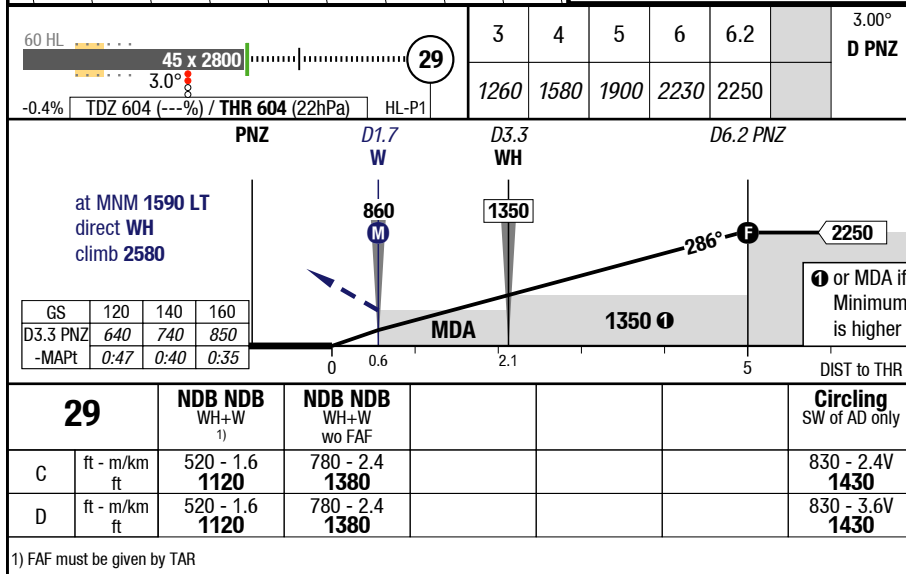 60 HL
45 x 2800
29
3.0°
-0.4%
TDZ 604 (---%) / THR 604 (22hPa)
HL-P1
3 4 5 6 6.2
3.00°
D PNZ
1260 1580 1900 2230 2250
PNZ
D1.7
W
D3.3
WH
D6.2 PNZ
at MNM 1590 LT
direct WH
climb 2580
860
M
1350
286°
F
2250
MDA
1350 ❶
❶ or MDA if
Minimum
is higher
GS 120 140 160
D3.3 PNZ 640 740 850
-MAPt 0:47 0:40 0:35
0 0.6 2.1 5 DIST to THR
29
NDB NDB
WH+W
1)
NDB NDB
WH+W
wo FAF
Circling
SW of AD only
C ft - m/km 520 - 1.6 780 - 2.4 830 - 2.4V
ft 1120 1380 1430
D ft - m/km 520 - 1.6 780 - 2.4 830 - 3.6V
ft 1120 1380 1430
1) FAF must be given by TAR